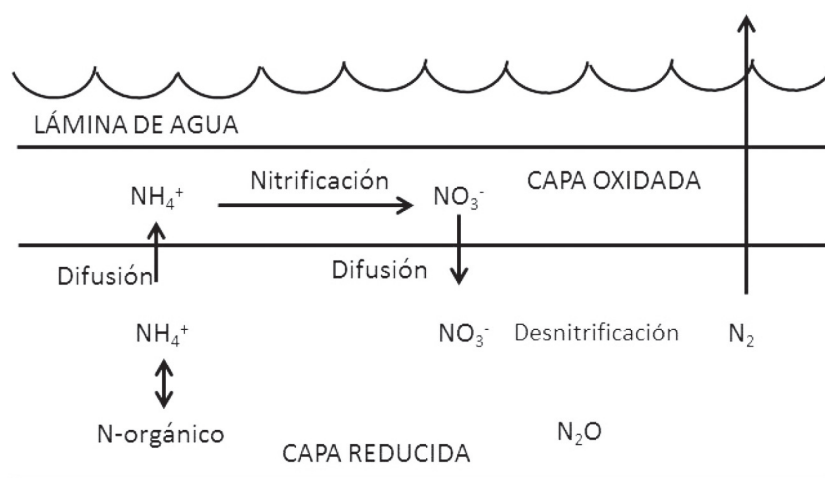 LÁMINA DE AGUA
Nitrificación
CAPA OXIDADA
NH₄⁺
NO₃⁻
Difusión
Difusión
NH₄⁺
NO₃⁻
Desnitrificación
N₂
N-orgánico
N₂O
CAPA REDUCIDA